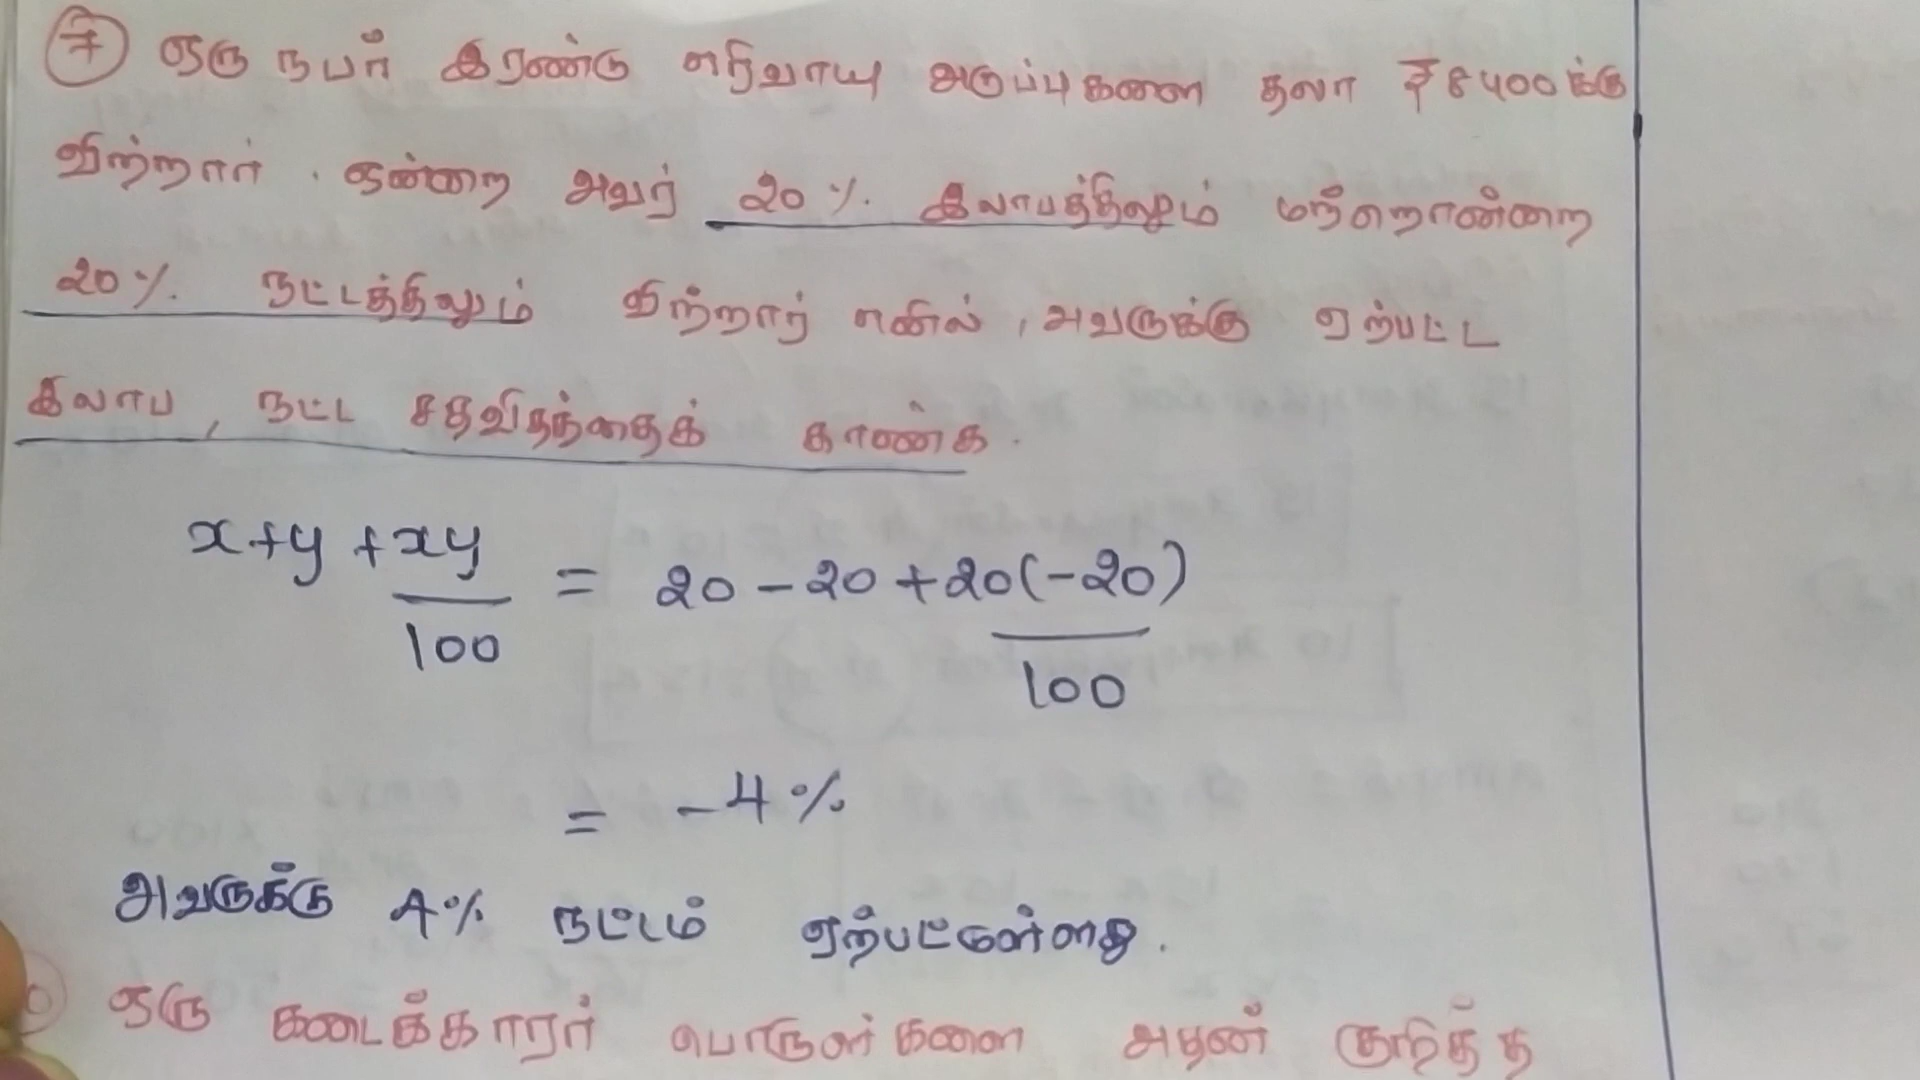 7 ஒரு நபர் இரண்டு எரிவாயு அடுப்புகளை தலா ₹8400க்கு
விற்றார். ஒன்றை அவர் 20% இலாபத்திலும் மற்றொன்றை
20% நட்டத்திலும் விற்றார் எனில், அவருக்கு ஏற்பட்ட
இலாப, நட்ட சதவிதத்தைக் காண்க.
x+y+xy/100 = 20-20+20(-20)/100
= -4%
அவருக்கு 4% நட்டம் ஏற்பட்டுள்ளது.
ஒரு கடைக்காரர் பொருள்களை அதன் குறித்த